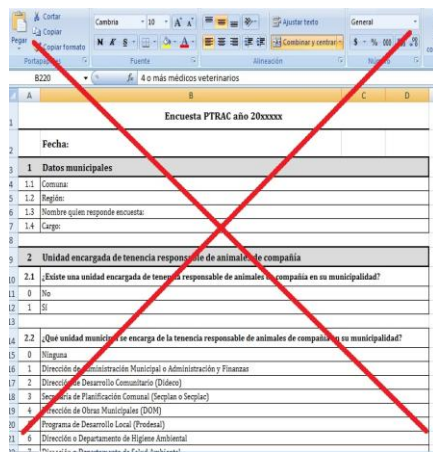 Cortar
Copiar
Pegar
Copiar formato
Portapapeles
Cambria
10
Fuente
Ajustar texto
Combinar y centrar
Alineación
General
Número
B220
4 o más médicos veterinarios
A B C D
1 Encuesta PTRAC año 20xxxxx
2 Fecha:
3 1 Datos municipales
4 1.1 Comuna:
5 1.2 Región:
6 1.3 Nombre quien responde encuesta:
7 1.4 Cargo:
8
9 2 Unidad encargada de tenencia responsable de animales de compañía
10 2.1 ¿Existe una unidad encargada de tenencia responsable de animales de compañía en su municipalidad?
11 0 No
12 1 Sí
13
14 2.2 ¿Qué unidad municipal se encarga de la tenencia responsable de animales de compañía en su municipalidad?
15 0 Ninguna
16 1 Dirección de Administración Municipal o Administración y Finanzas
17 2 Dirección de Desarrollo Comunitario (Dideco)
18 3 Secretaría de Planificación Comunal (Secplan o Secplac)
19 4 Dirección de Obras Municipales (DOM)
20 Programa de Desarrollo Local (Prodesal)
21 6 Dirección o Departamento de Higiene Ambiental